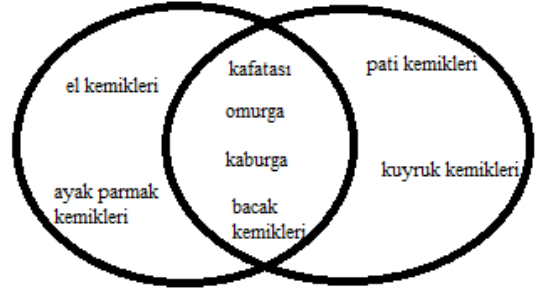 el kemikleri
ayak parmak
kemikleri
kafatası
omurga
kaburga
bacak
kemikleri
pati kemikleri
kuyruk kemikleri